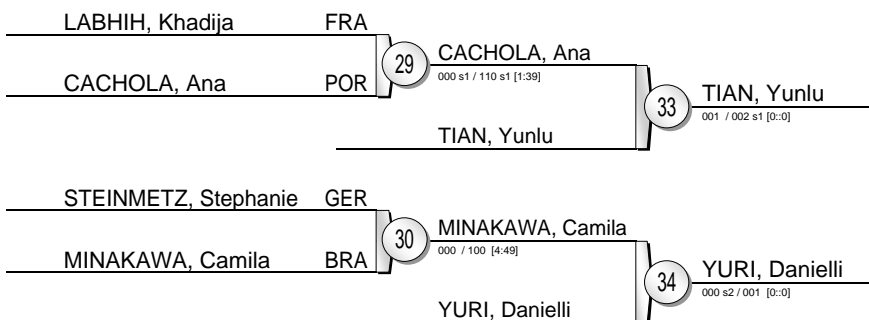 LABHIH, Khadija FRA
29
CACHOLA, Ana
000 s1 / 110 s1 [1:39]
CACHOLA, Ana POR
33
TIAN, Yunlu
001 / 002 s1 [0::0]
TIAN, Yunlu
STEINMETZ, Stephanie GER
30
MINAKAWA, Camila
000 / 100 [4:49]
MINAKAWA, Camila BRA
34
YURI, Danielli
000 s2 / 001 [0::0]
YURI, Danielli